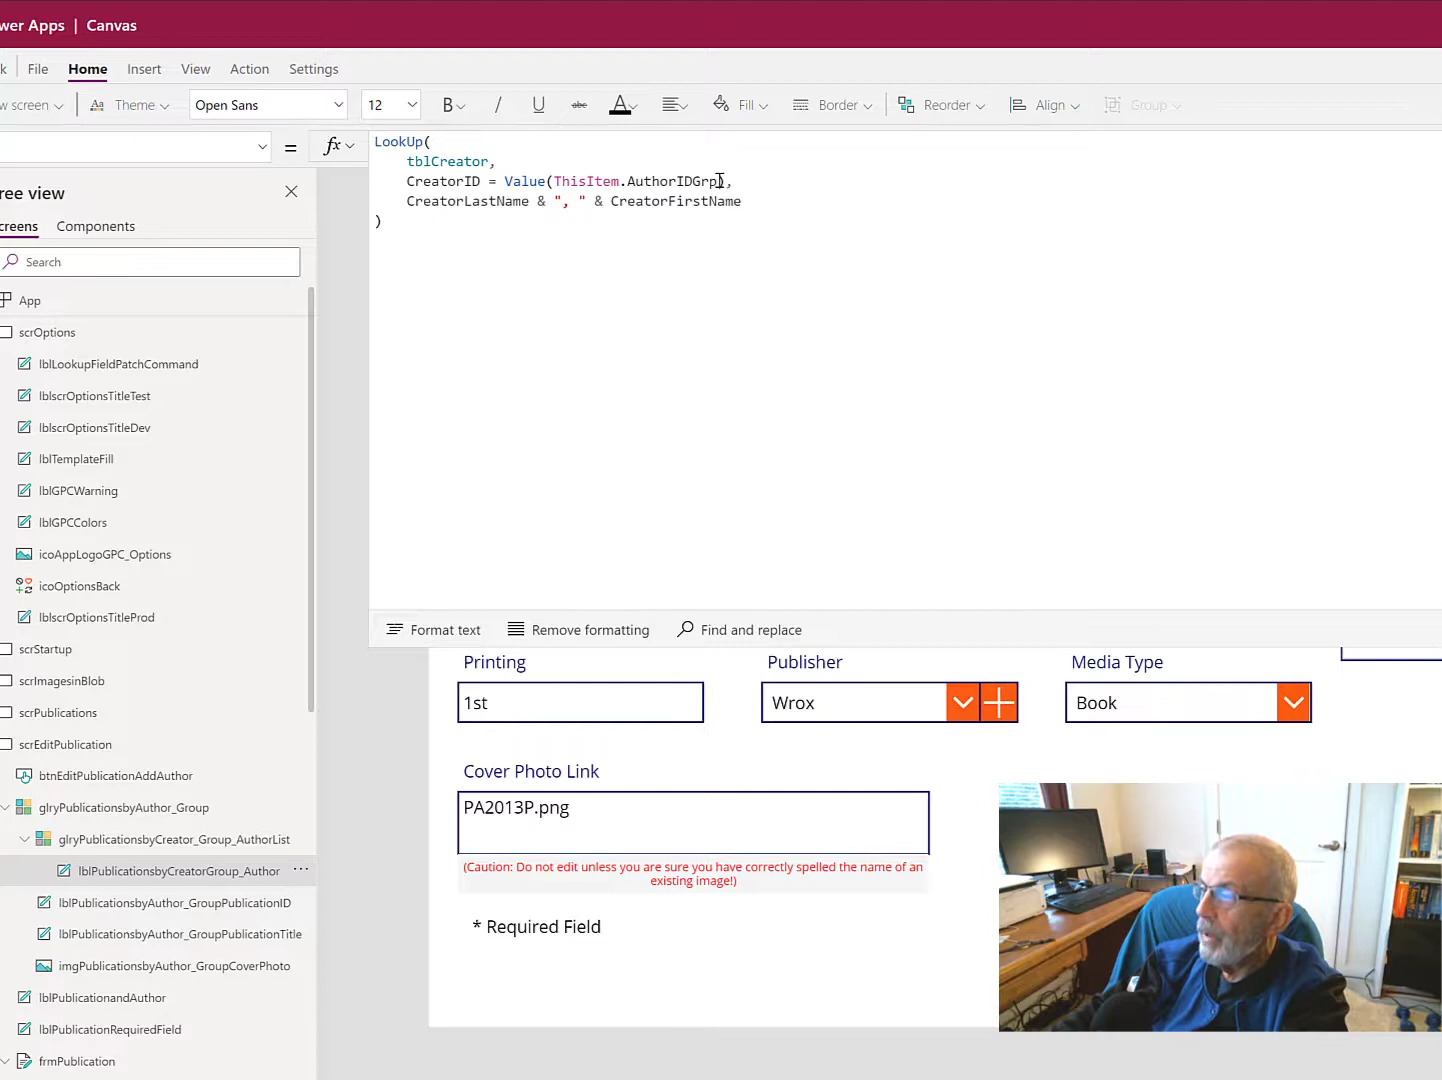 wer Apps | Canvas
k File Home Insert View Action Settings
w screen Theme Open Sans 12 B I U abc A Fill Border Reorder Align Group
= fx LookUp(
tblCreator,
CreatorID = Value(ThisItem.AuthorIDGrp),
CreatorLastName & ", " & CreatorFirstName
)
ree view
creens Components
Search
App
scrOptions
lblLookupFieldPatchCommand
lblscrOptionsTitleTest
lblscrOptionsTitleDev
lblTemplateFill
lblGPCWarning
lblGPCColors
icoAppLogoGPC_Options
icoOptionsBack
lblscrOptionsTitleProd
scrStartup
scrImagesinBlob
scrPublications
scrEditPublication
btnEditPublicationAddAuthor
glryPublicationsbyAuthor_Group
glryPublicationsbyCreator_Group_AuthorList
lblPublicationsbyCreatorGroup_Author ...
lblPublicationsbyAuthor_GroupPublicationID
lblPublicationsbyAuthor_GroupPublicationTitle
imgPublicationsbyAuthor_GroupCoverPhoto
lblPublicationandAuthor
lblPublicationRequiredField
frmPublication
Format text Remove formatting Find and replace
Printing Publisher Media Type
1st Wrox Book
Cover Photo Link
PA2013P.png
(Caution: Do not edit unless you are sure you have correctly spelled the name of an
existing image!)
* Required Field